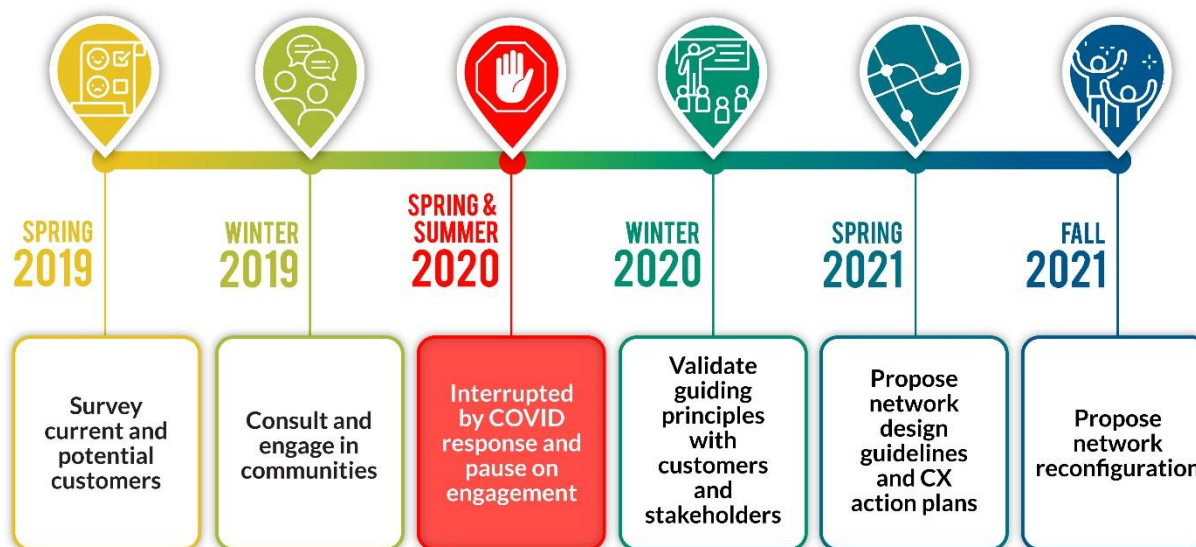 SPRING
2019
WINTER
2019
SPRING &
SUMMER
2020
WINTER
2020
SPRING
2021
FALL
2021
Survey
current and
potential
customers
Consult and
engage in
communities
Interrupted
by COVID
response and
pause on
engagement
Validate
guiding
principles
with
customers
and
stakeholders
Propose
network
design
guidelines
and CX
action plans
Propose
network
reconfiguration